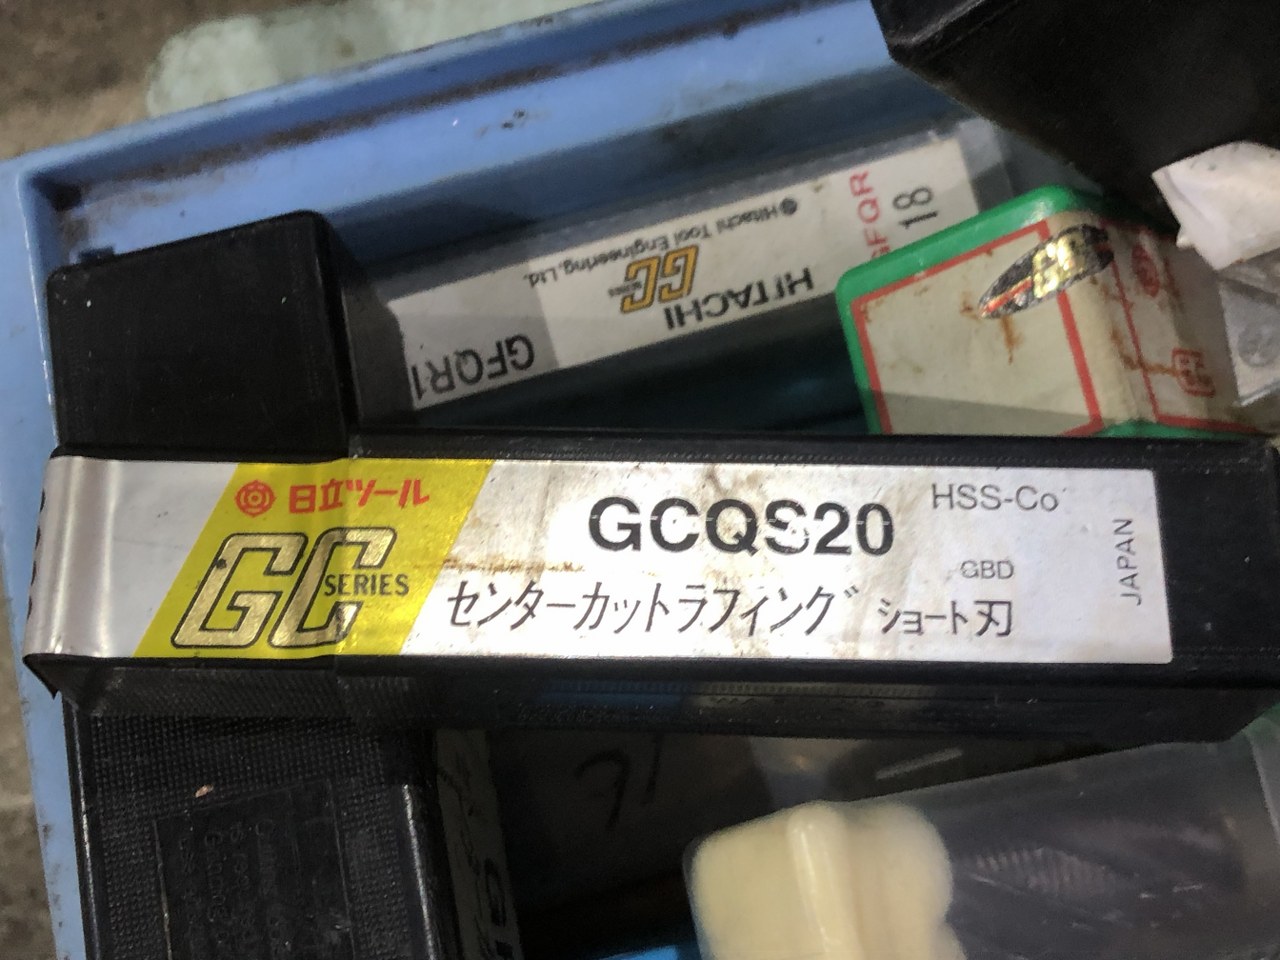 Hitachi Tool Engineering, Ltd.
GC
SERIES
HITACHI
GFQR
18
GFQR1
日立ツール
GC
SERIES
GCQS20
HSS-Co
GBD
センターカットラフィング ショート刃
JAPAN